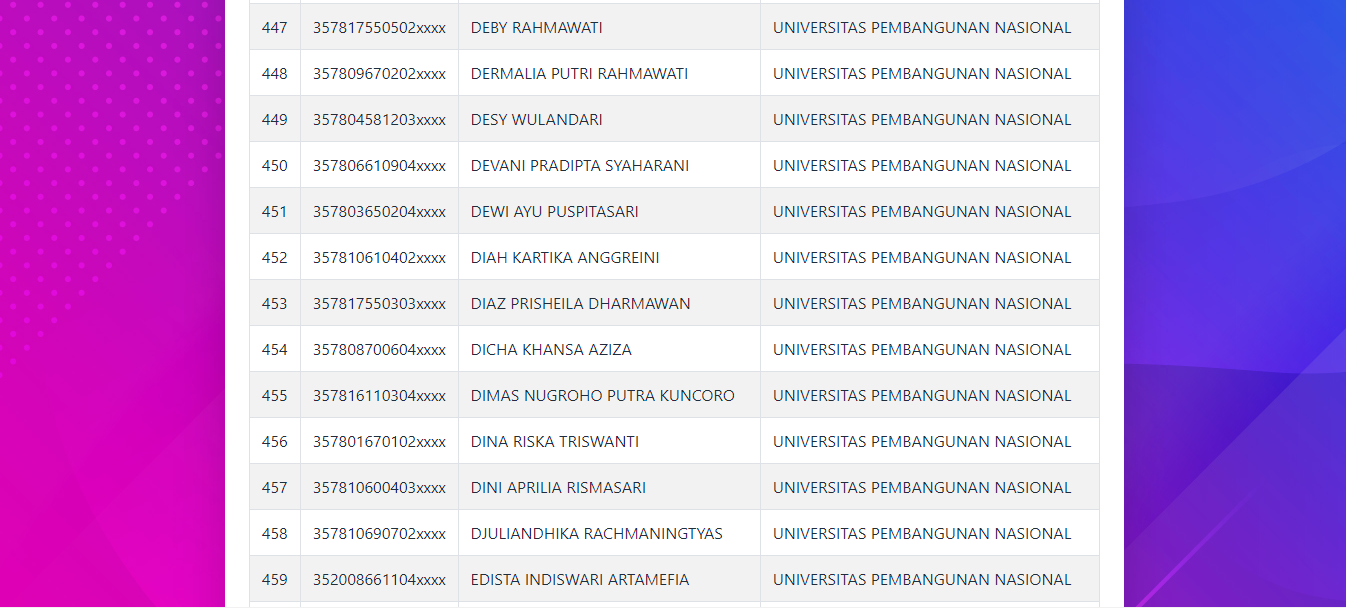 447 357817550502xxxx DEBY RAHMAWATI UNIVERSITAS PEMBANGUNAN NASIONAL
448 357809670202xxxx DERMALIA PUTRI RAHMAWATI UNIVERSITAS PEMBANGUNAN NASIONAL
449 357804581203xxxx DESY WULANDARI UNIVERSITAS PEMBANGUNAN NASIONAL
450 357806610904xxxx DEVANI PRADIPTA SYAHARANI UNIVERSITAS PEMBANGUNAN NASIONAL
451 357803650204xxxx DEWI AYU PUSPITASARI UNIVERSITAS PEMBANGUNAN NASIONAL
452 357810610402xxxx DIAH KARTIKA ANGGREINI UNIVERSITAS PEMBANGUNAN NASIONAL
453 357817550303xxxx DIAZ PRISHEILA DHARMAWAN UNIVERSITAS PEMBANGUNAN NASIONAL
454 357808700604xxxx DICHA KHANSA AZIZA UNIVERSITAS PEMBANGUNAN NASIONAL
455 357816110304xxxx DIMAS NUGROHO PUTRA KUNCORO UNIVERSITAS PEMBANGUNAN NASIONAL
456 357801670102xxxx DINA RISKA TRISWANTI UNIVERSITAS PEMBANGUNAN NASIONAL
457 357810600403xxxx DINI APRILIA RISMASARI UNIVERSITAS PEMBANGUNAN NASIONAL
458 357810690702xxxx DJULIANDHIKA RACHMANINGTYAS UNIVERSITAS PEMBANGUNAN NASIONAL
459 352008661104xxxx EDISTA INDISWARI ARTAMEFIA UNIVERSITAS PEMBANGUNAN NASIONAL